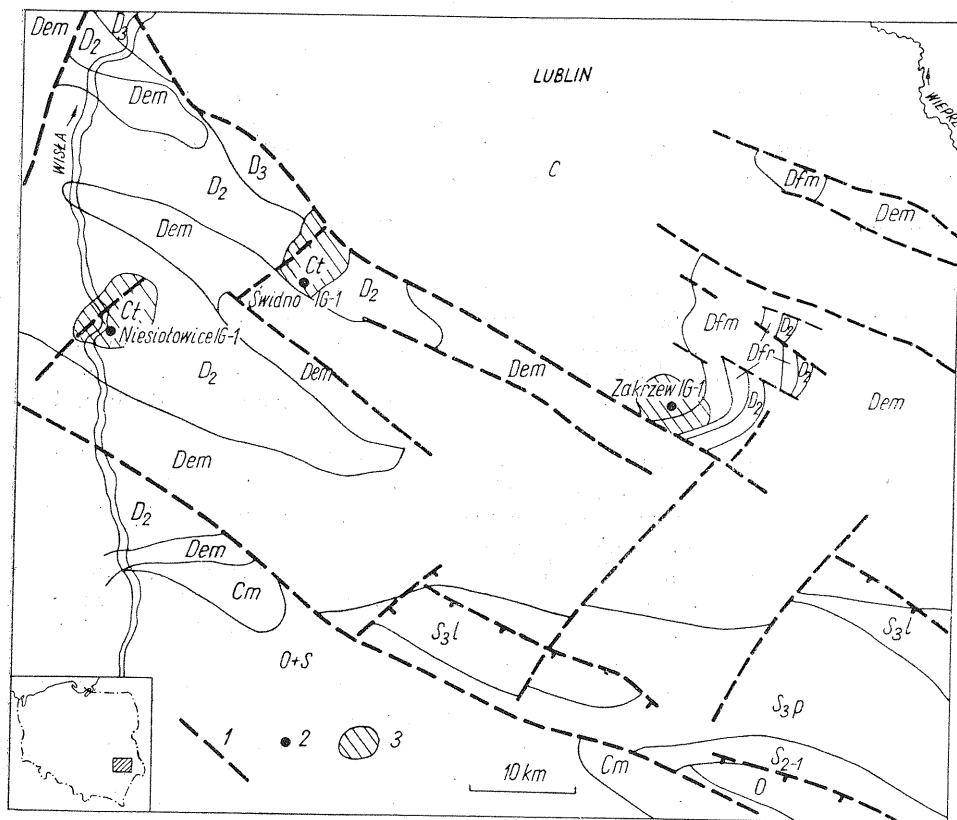 Dem
D₂
D₃
LUBLIN
WIEPRZ
Dem
WISŁA
C
D₃
D₂
Dfm
Dem
Dem
Ct
Świdno IG-1
D₂
Ct
Niesiołowice IG-1
D₂
Dfm
D₂
Dfr
D₂
Dem
Dem
Zakrzew IG-1
D₂
Dem
Dem
D₂
Dem
Cm
S₃l
S₃l
O+S
S₃p
Cm
S₂₋₁
O
1
2
3
10 km